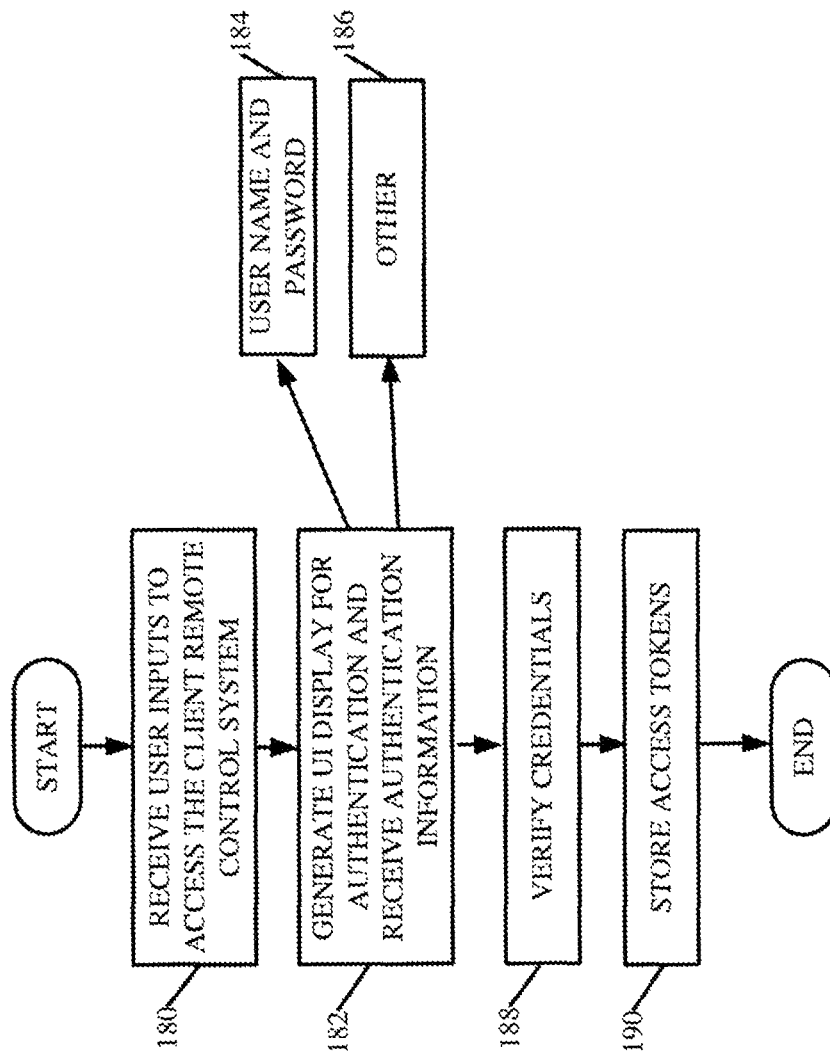 START
180
RECEIVE USER INPUTS TO
ACCESS THE CLIENT REMOTE
CONTROL SYSTEM
182
GENERATE UI DISPLAY FOR
AUTHENTICATION AND
RECEIVE AUTHENTICATION
INFORMATION
USER NAME AND
PASSWORD
184
OTHER
186
188
VERIFY CREDENTIALS
190
STORE ACCESS TOKENS
END